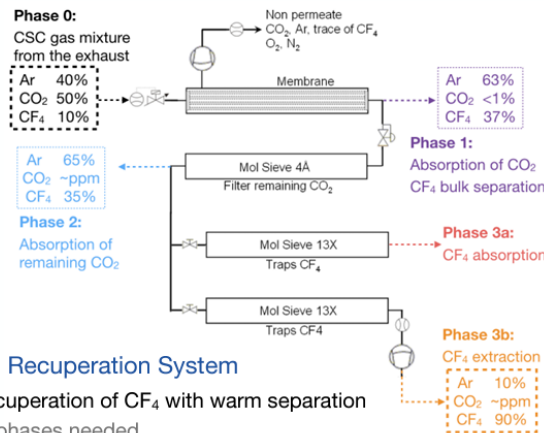 Phase 0:
CSC gas mixture
from the exhaust
Ar 40%
CO₂ 50%
CF₄ 10%
Non permeate
CO₂, Ar, trace of CF₄
O₂, N₂
Membrane
Ar 63%
CO₂ <1%
CF₄ 37%
Phase 1:
Absorption of CO₂
CF₄ bulk separation
Mol Sieve 4Å
Filter remaining CO₂
Ar 65%
CO₂ ~ppm
CF₄ 35%
Phase 2:
Absorption of
remaining CO₂
Mol Sieve 13X
Traps CF₄
Phase 3a:
CF₄ absorption
Mol Sieve 13X
Traps CF4
Phase 3b:
CF₄ extraction
Ar 10%
CO₂ ~ppm
CF₄ 90%
Recuperation System
cuperation of CF₄ with warm separation
phases needed